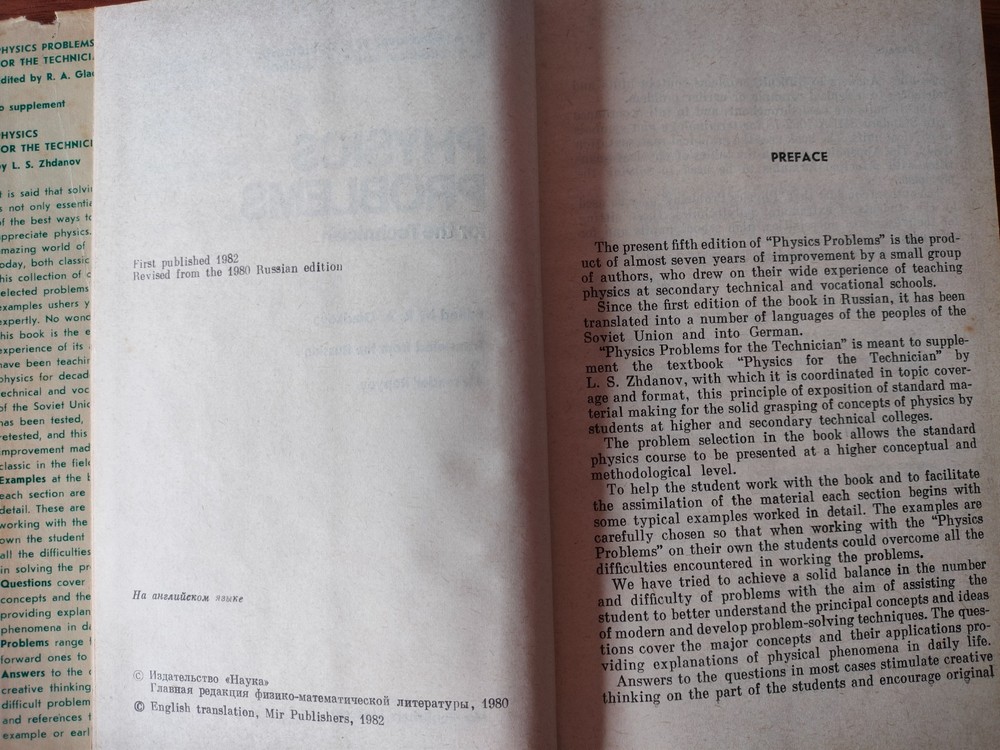 PHYSICS PROBLEMS
OR THE TECHNICI
dited by R. A. Gla
supplement
HYSICS
OR THE TECHNICI
y L. S. Zhdanov
t is said that solvi
s not only essentia
f the best ways to
ppreciate physics.
mazing world of
oday, both classic
his collection of c
elected problems
examples ushers y
expertly. No wond
his book is the e
experience of its
have been teachin
physics for decad
echnical and voc
of the Soviet Unio
has been tested,
retested, and this
improvement mad
classic in the field
Examples at the b
each section are
detail. These are
working with the
own the student
all the difficulties
in solving the pr
Questions cover
concepts and the
providing explan
phenomena in da
Problems range f
forward ones to
Answers to the
creative thinking
difficult problem
and references t
example or earl
PHYSICS
PROBLEMS
for the Technician
First published 1982
Revised from the 1980 Russian edition
На английском языке
© Издательство «Наука»
Главная редакция физико-математической литературы, 1980
© English translation, Mir Publishers, 1982
PREFACE
The present fifth edition of “Physics Problems” is the prod-
uct of almost seven years of improvement by a small group
of authors, who drew on their wide experience of teaching
physics at secondary technical and vocational schools.
Since the first edition of the book in Russian, it has been
translated into a number of languages of the peoples of the
Soviet Union and into German.
“Physics Problems for the Technician” is meant to supple-
ment the textbook “Physics for the Technician” by
L. S. Zhdanov, with which it is coordinated in topic cover-
age and format, this principle of exposition of standard ma-
terial making for the solid grasping of concepts of physics by
students at higher and secondary technical colleges.
The problem selection in the book allows the standard
physics course to be presented at a higher conceptual and
methodological level.
To help the student work with the book and to facilitate
the assimilation of the material each section begins with
some typical examples worked in detail. The examples are
carefully chosen so that when working with the “Physics
Problems” on their own the students could overcome all the
difficulties encountered in working the problems.
We have tried to achieve a solid balance in the number
and difficulty of problems with the aim of assisting the
student to better understand the principal concepts and ideas
of modern and develop problem-solving techniques. The ques-
tions cover the major concepts and their applications pro-
viding explanations of physical phenomena in daily life.
Answers to the questions in most cases stimulate creative
thinking on the part of the students and encourage original